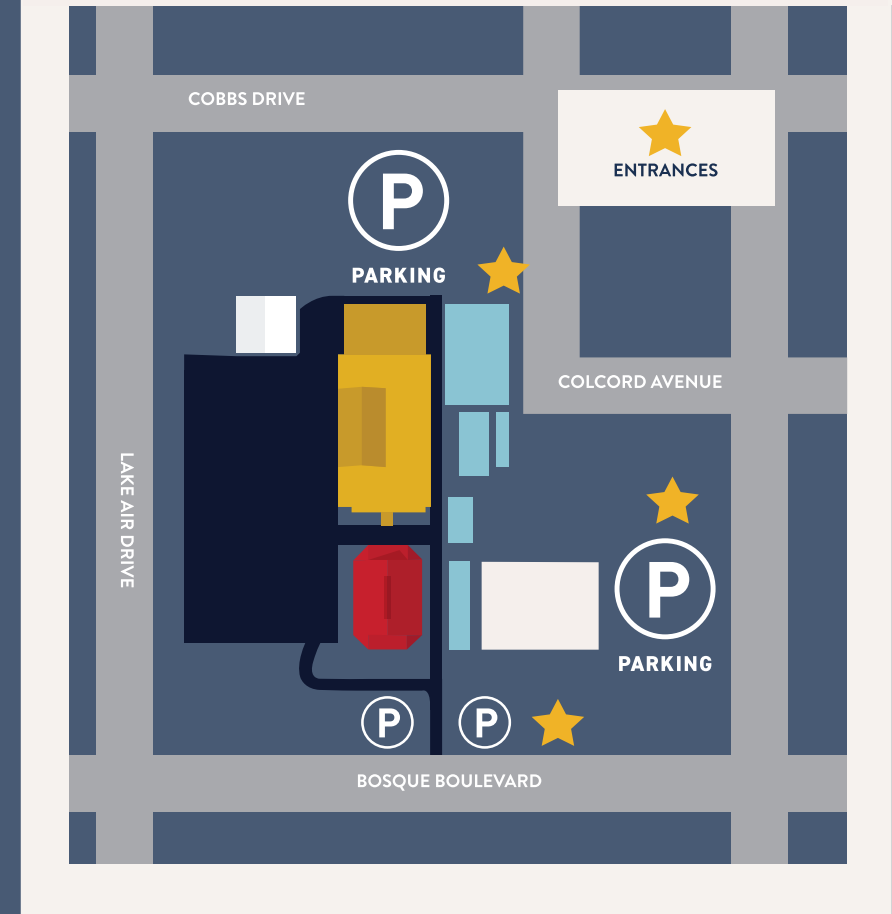 COBBS DRIVE
ENTRANCES
P
PARKING
COLCORD AVENUE
LAKE AIR DRIVE
P
PARKING
P
P
BOSQUE BOULEVARD